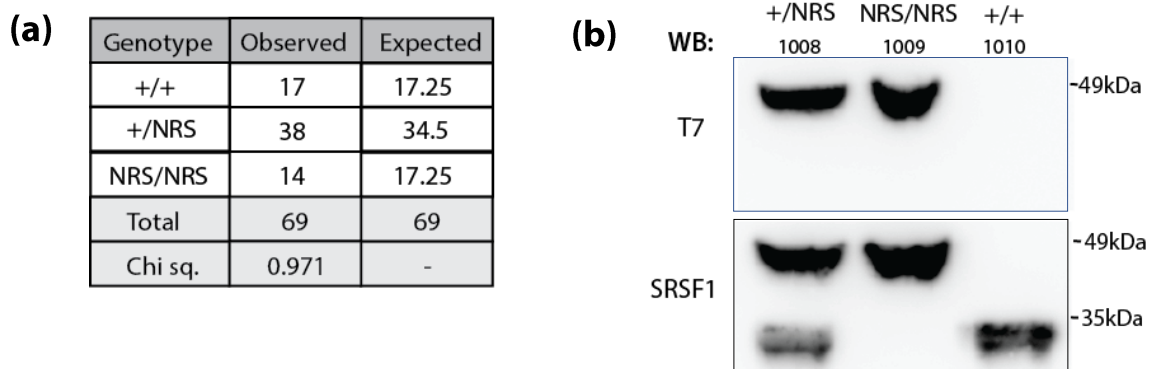 (a)
Genotype Observed Expected
+/+ 17 17.25
+/NRS 38 34.5
NRS/NRS 14 17.25
Total 69 69
Chi sq. 0.971 -
(b)
+/NRS NRS/NRS +/+
WB: 1008 1009 1010
T7
-49kDa
SRSF1
-49kDa
-35kDa